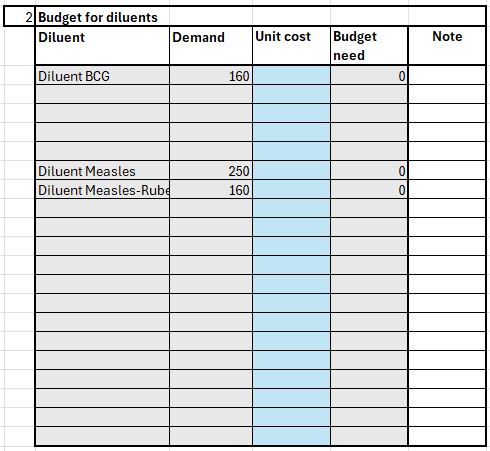 2 Budget for diluents
Diluent Demand Unit cost Budget need Note
Diluent BCG 160 0
Diluent Measles 250 0
Diluent Measles-Rube 160 0